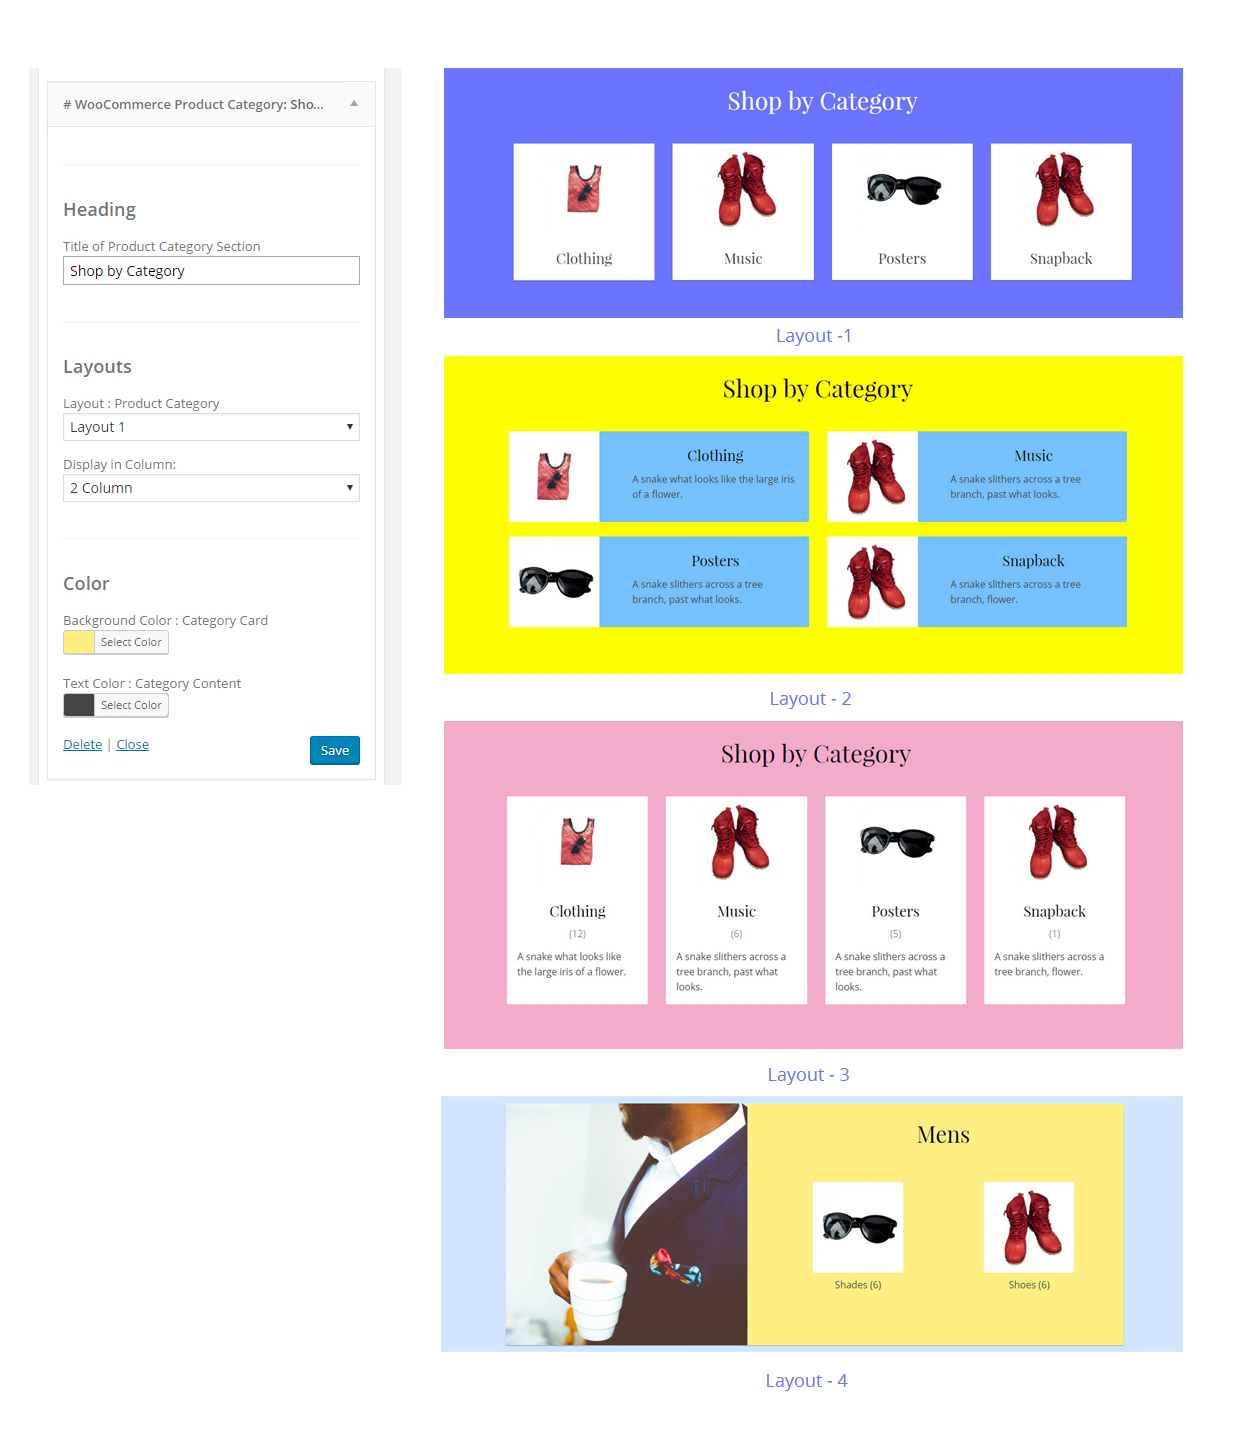 # WooCommerce Product Category: Sho...
Heading
Title of Product Category Section
Shop by Category
Layouts
Layout : Product Category
Layout 1
Display in Column:
2 Column
Color
Background Color : Category Card
Select Color
Text Color : Category Content
Select Color
Delete | Close
Save
Shop by Category
Clothing
Music
Posters
Snapback
Layout -1
Shop by Category
Clothing
A snake what looks like the large iris
of a flower.
Music
A snake slithers across a tree
branch, past what looks.
Posters
A snake slithers across a tree
branch, past what looks.
Snapback
A snake slithers across a tree
branch, flower.
Layout - 2
Shop by Category
Clothing
(12)
A snake what looks like
the large iris of a flower.
Music
(6)
A snake slithers across a
tree branch, past what
looks.
Posters
(5)
A snake slithers across a
tree branch, past what
looks.
Snapback
(1)
A snake slithers across a
tree branch, flower.
Layout - 3
Mens
Shades (6)
Shoes (6)
Layout - 4